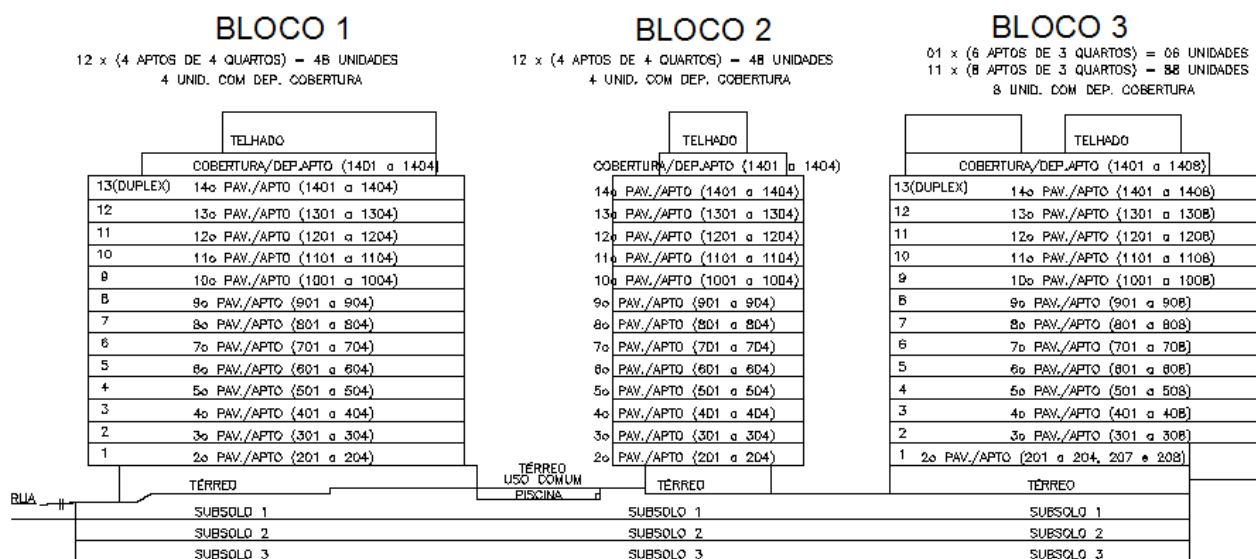 BLOCO 1
12 x (4 APTOS DE 4 QUARTOS) = 48 UNIDADES
4 UNID. COM DEP. COBERTURA
TELHADO
COBERTURA/DEP.APTO (1401 a 1404)
13(DUPLEX) 14o PAV./APTO (1401 a 1404)
12 13o PAV./APTO (1301 a 1304)
11 12o PAV./APTO (1201 a 1204)
10 11o PAV./APTO (1101 a 1104)
9 10o PAV./APTO (1001 a 1004)
8 9o PAV./APTO (901 a 904)
7 8o PAV./APTO (801 a 804)
6 7o PAV./APTO (701 a 704)
5 6o PAV./APTO (601 a 604)
4 5o PAV./APTO (501 a 504)
3 4o PAV./APTO (401 a 404)
2 3o PAV./APTO (301 a 304)
1 2o PAV./APTO (201 a 204)
TÉRREO
RUA
SUBSOLO 1
SUBSOLO 2
SUBSOLO 3
TÉRREO
USO COMUM
PISCINA
BLOCO 2
12 x (4 APTOS DE 4 QUARTOS) = 48 UNIDADES
4 UNID. COM DEP. COBERTURA
TELHADO
COBERTURA/DEP.APTO (1401 a 1404)
14o PAV./APTO (1401 a 1404)
13o PAV./APTO (1301 a 1304)
12o PAV./APTO (1201 a 1204)
11o PAV./APTO (1101 a 1104)
10o PAV./APTO (1001 a 1004)
9o PAV./APTO (901 a 904)
8o PAV./APTO (801 a 804)
7o PAV./APTO (701 a 704)
6o PAV./APTO (601 a 604)
5o PAV./APTO (501 a 504)
4o PAV./APTO (401 a 404)
3o PAV./APTO (301 a 304)
2o PAV./APTO (201 a 204)
TÉRREO
SUBSOLO 1
SUBSOLO 2
SUBSOLO 3
BLOCO 3
01 x (6 APTOS DE 3 QUARTOS) = 06 UNIDADES
11 x (8 APTOS DE 3 QUARTOS) = 88 UNIDADES
8 UNID. COM DEP. COBERTURA
TELHADO
COBERTURA/DEP.APTO (1401 a 1408)
13(DUPLEX) 14o PAV./APTO (1401 a 1408)
12 13o PAV./APTO (1301 a 1308)
11 12o PAV./APTO (1201 a 1208)
10 11o PAV./APTO (1101 a 1108)
9 10o PAV./APTO (1001 a 1008)
8 9o PAV./APTO (901 a 908)
7 8o PAV./APTO (801 a 808)
6 7o PAV./APTO (701 a 708)
5 6o PAV./APTO (601 a 608)
4 5o PAV./APTO (501 a 508)
3 4o PAV./APTO (401 a 408)
2 3o PAV./APTO (301 a 308)
1 2o PAV./APTO (201 a 204, 207 e 208)
TÉRREO
SUBSOLO 1
SUBSOLO 2
SUBSOLO 3